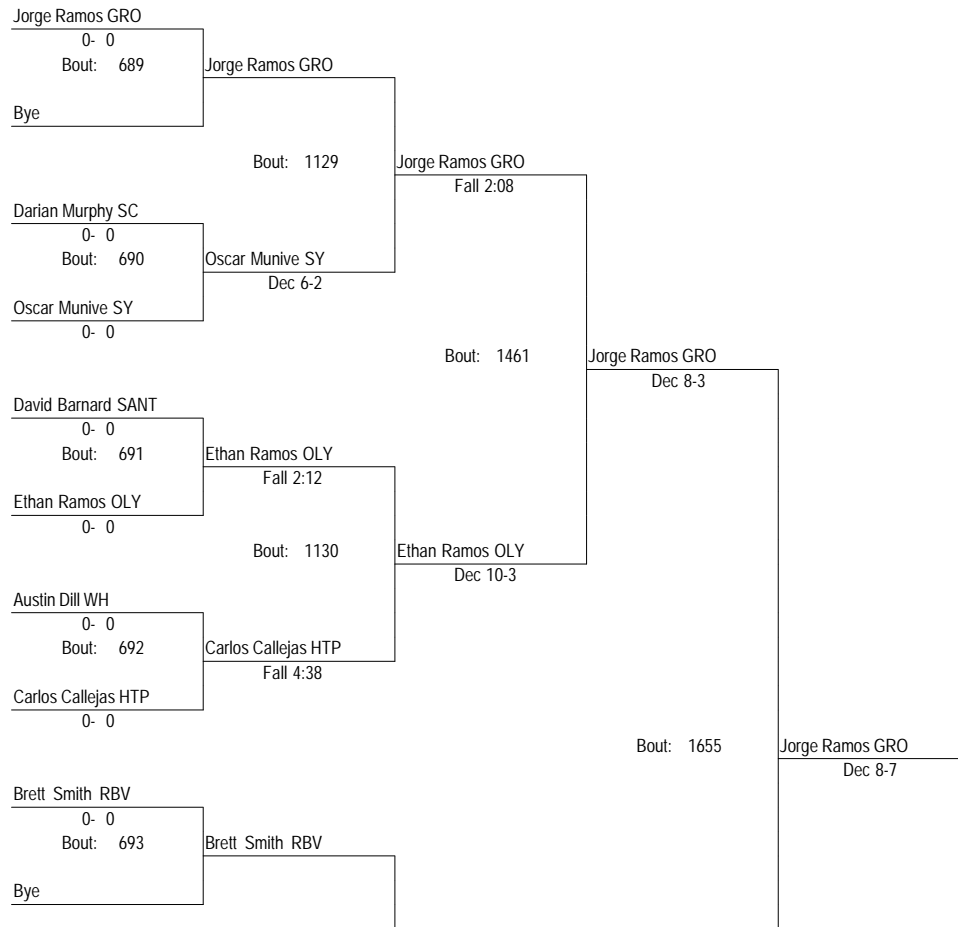 Jorge Ramos GRO
0- 0
Bout: 689
Jorge Ramos GRO
Bye
Bout: 1129
Jorge Ramos GRO
Fall 2:08
Darian Murphy SC
0- 0
Bout: 690
Oscar Munive SY
Dec 6-2
Oscar Munive SY
0- 0
Bout: 1461
Jorge Ramos GRO
Dec 8-3
David Barnard SANT
0- 0
Bout: 691
Ethan Ramos OLY
Fall 2:12
Ethan Ramos OLY
0- 0
Bout: 1130
Ethan Ramos OLY
Dec 10-3
Austin Dill WH
0- 0
Bout: 692
Carlos Callejas HTP
Fall 4:38
Carlos Callejas HTP
0- 0
Bout: 1655
Jorge Ramos GRO
Dec 8-7
Brett Smith RBV
0- 0
Bout: 693
Brett Smith RBV
Bye